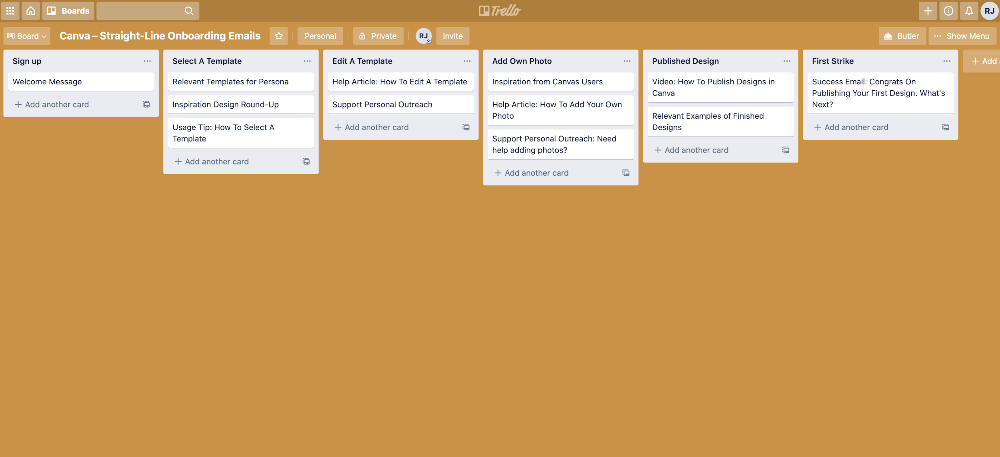 Boards
Trello
RJ
Board
Canva – Straight-Line Onboarding Emails
Personal
Private
RJ
Invite
Butler
Show Menu
Sign up
Welcome Message
Add another card
Select A Template
Relevant Templates for Persona
Inspiration Design Round-Up
Usage Tip: How To Select A
Template
Add another card
Edit A Template
Help Article: How To Edit A Template
Support Personal Outreach
Add another card
Add Own Photo
Inspiration from Canvas Users
Help Article: How To Add Your Own
Photo
Support Personal Outreach: Need
help adding photos?
Add another card
Published Design
Video: How To Publish Designs in
Canva
Relevant Examples of Finished
Designs
Add another card
First Strike
Success Email: Congrats On
Publishing Your First Design. What's
Next?
Add another card
Add